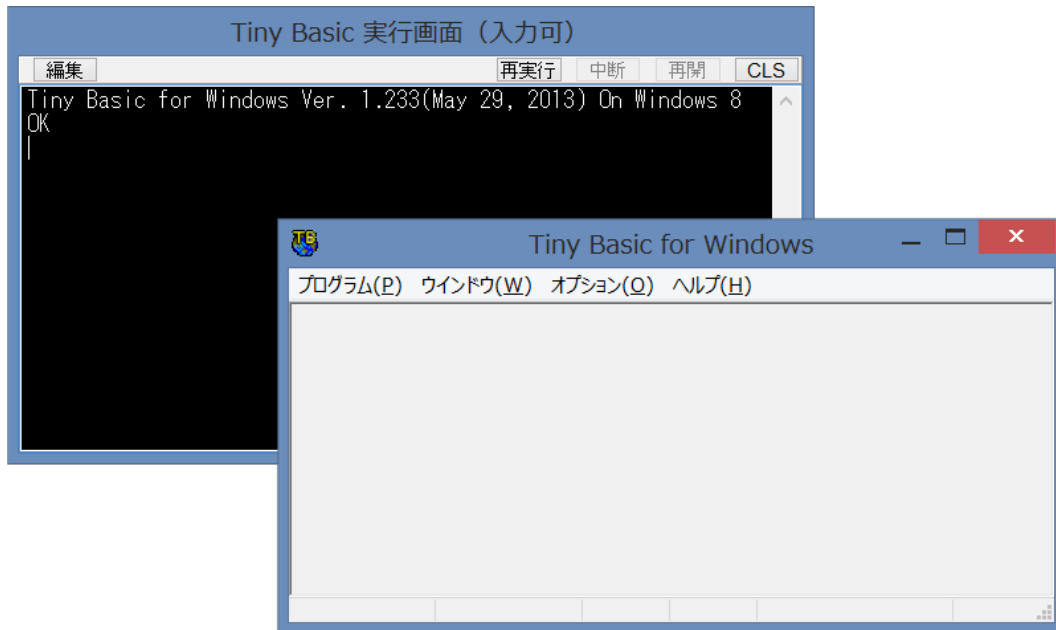 Tiny Basic 実行画面（入力可）
編集 再実行 中断 再開 CLS
Tiny Basic for Windows Ver. 1.233(May 29, 2013) On Windows 8
OK
TB
Tiny Basic for Windows
プログラム(P) ウインドウ(W) オプション(O) ヘルプ(H)